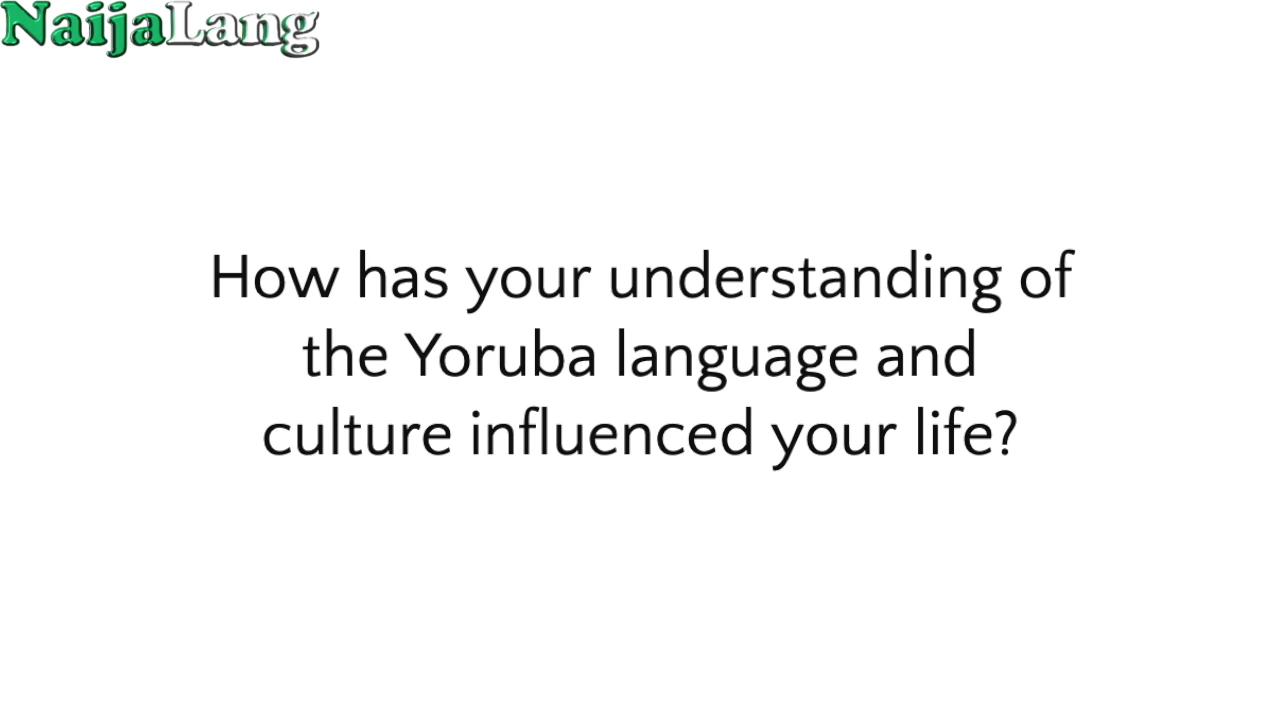 NaijaLang
How has your understanding of
the Yoruba language and
culture influenced your life?